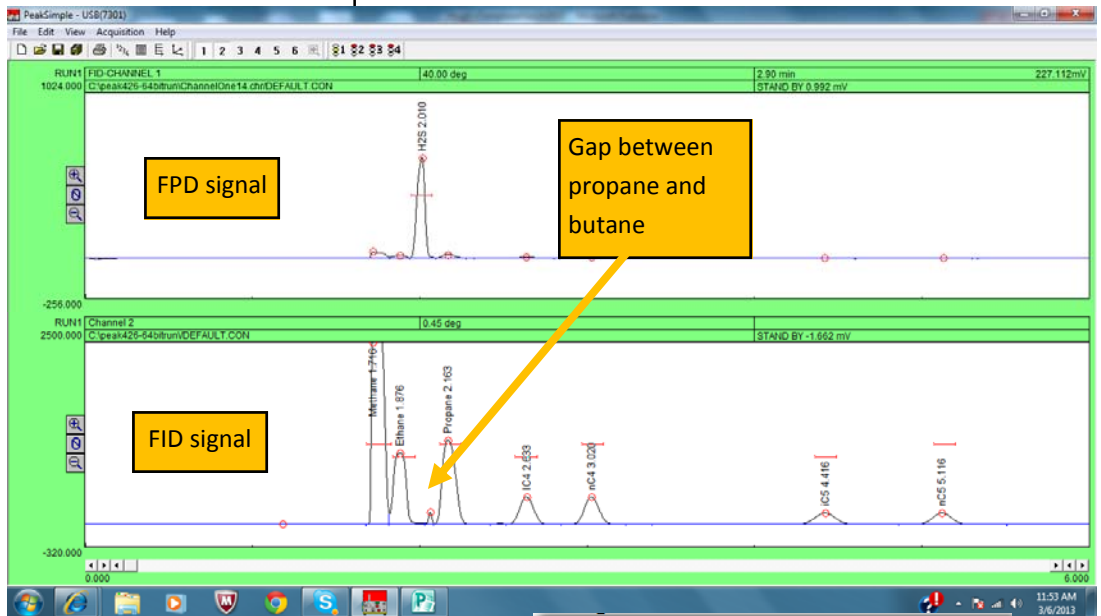 PeakSimple - USB(7301)
File Edit View Acquisition Help
1 2 3 4 5 6 1 2 3 4
RUN1 FID-CHANNEL 1 40.00 deg 2.90 min 227.112mV
1024.000 C:\peak426-64bitrun\ChannelOne14.chr/DEFAULT.CON STAND BY 0.992 mV
H2S 2.010
FPD signal
Gap between
propane and
butane
-256.000
RUN1 Channel 2 0.45 deg
2500.000 C:\peak426-64bitrun\/DEFAULT.CON STAND BY -1.662 mV
Methane 1.716
Ethane 1.876
Propane 2.163
IC4 2.633
nC4 3.020
iC5 4.416
nC5 5.116
FID signal
-320.000
0.000 6.000
11:53 AM
3/6/2013